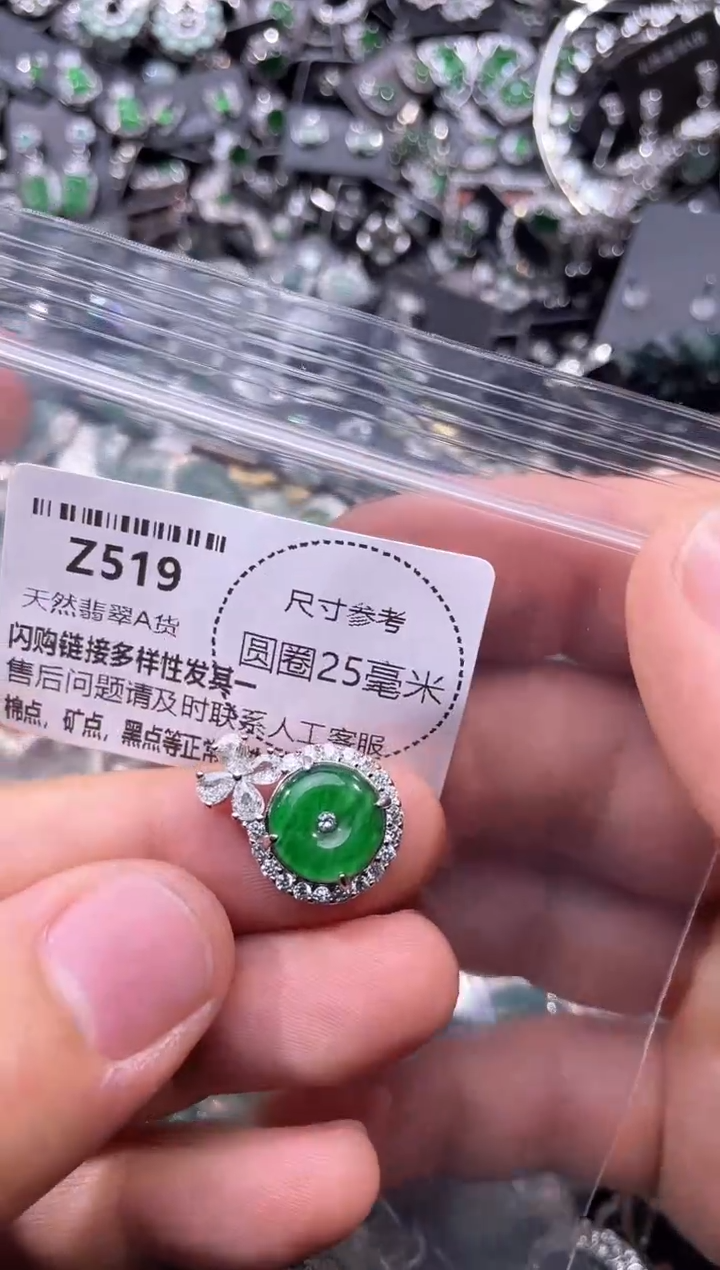 Z519
天然翡翠A货
闪购链接多样性发其一
售后问题请及时联系人工客服
棉点，矿点，黑点等正常
尺寸参考
圆圈25毫米